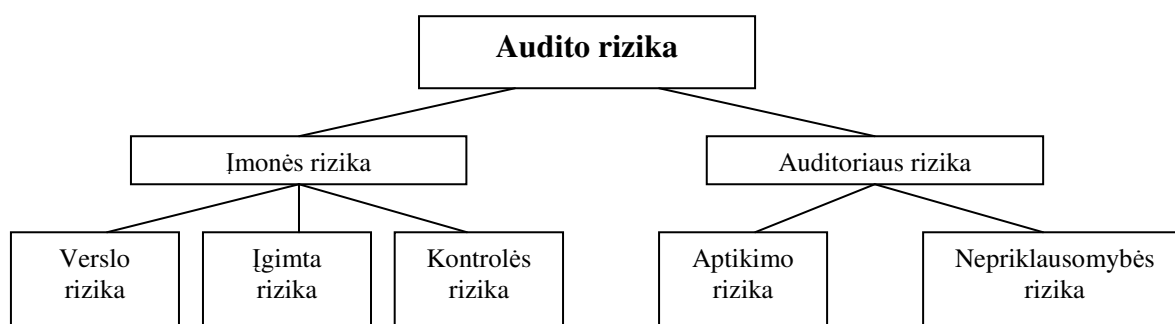 Audito rizika
Įmonės rizika
Auditoriaus rizika
Verslo
rizika
Įgimta
rizika
Kontrolės
rizika
Aptikimo
rizika
Nepriklausomybės
rizika